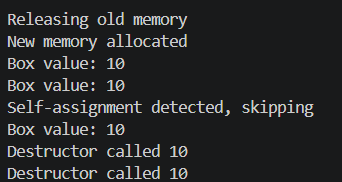 Releasing old memory
New memory allocated
Box value: 10
Box value: 10
Self-assignment detected, skipping
Box value: 10
Destructor called 10
Destructor called 10